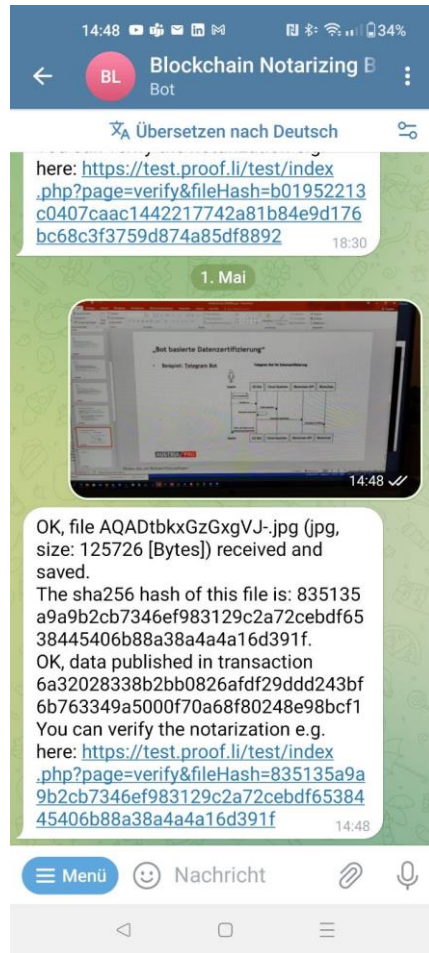 14:48
34%
BL
Blockchain Notarizing B
Bot
Übersetzen nach Deutsch
here: https://test.proof.li/test/index
.php?page=verify&fileHash=b01952213
c0407caac1442217742a81b84e9d176
bc68c3f3759d874a85df8892
18:30
1. Mai
„Bot basierte Datenzertifizierung“
Beispiel: Telegram Bot
AUSTRIA PRO
14:48
OK, file AQADtbkxGzGxgVJ-.jpg (jpg,
size: 125726 [Bytes]) received and
saved.
The sha256 hash of this file is: 835135
a9a9b2cb7346ef983129c2a72cebdf65
38445406b88a38a4a4a16d391f.
OK, data published in transaction
6a32028338b2bb0826afdf29ddd243bf
6b763349a5000f70a68f80248e98bcf1
You can verify the notarization e.g.
here: https://test.proof.li/test/index
.php?page=verify&fileHash=835135a9a
9b2cb7346ef983129c2a72cebdf65384
45406b88a38a4a4a16d391f
14:48
Menü
Nachricht